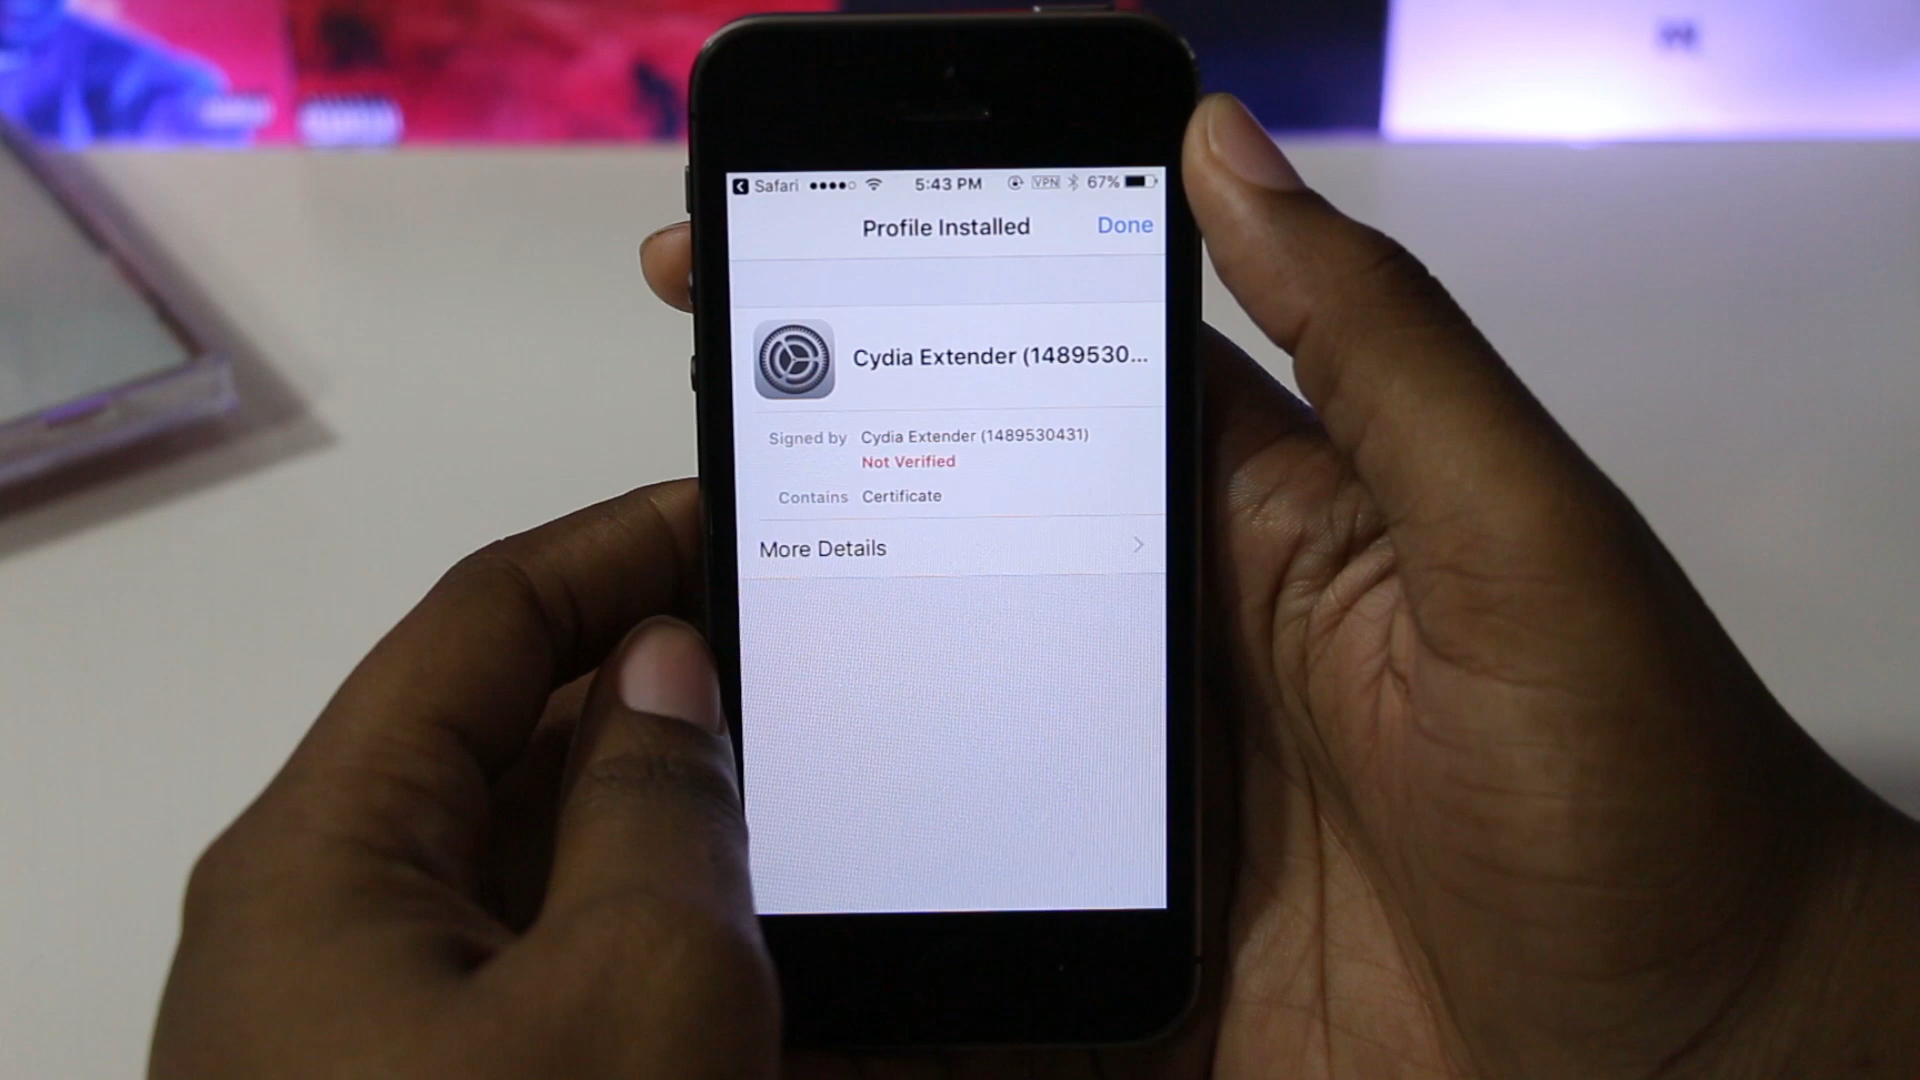 Safari 5:43 PM VPN 67%
Profile Installed Done
Cydia Extender (1489530...
Signed by Cydia Extender (1489530431)
Not Verified
Contains Certificate
More Details